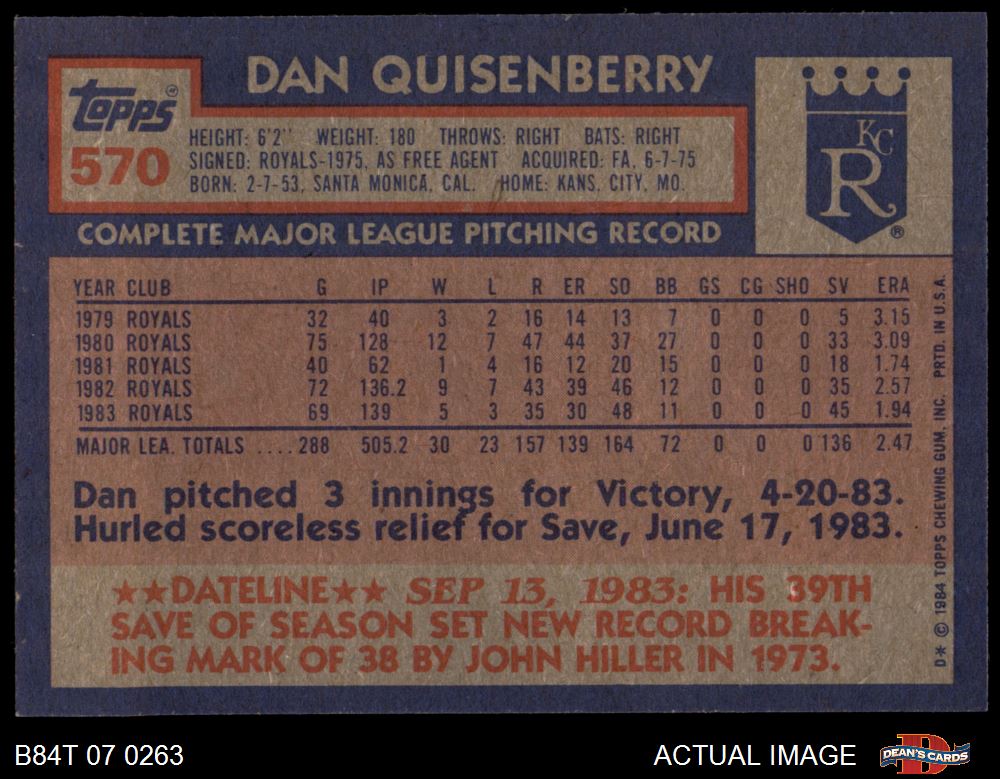 DAN QUISENBERRY
topps®
570
HEIGHT: 6'2" WEIGHT: 180 THROWS: RIGHT BATS: RIGHT
SIGNED: ROYALS-1975, AS FREE AGENT ACQUIRED: FA, 6-7-75
BORN: 2-7-53, SANTA MONICA, CAL. HOME: KANS. CITY, MO.
KC
R
®
COMPLETE MAJOR LEAGUE PITCHING RECORD
YEAR CLUB G IP W L R ER SO BB GS CG SHO SV ERA
1979 ROYALS 32 40 3 2 16 14 13 7 0 0 0 5 3.15
1980 ROYALS 75 128 12 7 47 44 37 27 0 0 0 33 3.09
1981 ROYALS 40 62 1 4 16 12 20 15 0 0 0 18 1.74
1982 ROYALS 72 136.2 9 7 43 39 46 12 0 0 0 35 2.57
1983 ROYALS 69 139 5 3 35 30 48 11 0 0 0 45 1.94
MAJOR LEA. TOTALS ....288 505.2 30 23 157 139 164 72 0 0 0 136 2.47
Dan pitched 3 innings for Victory, 4-20-83.
Hurled scoreless relief for Save, June 17, 1983.
★★DATELINE★★ SEP 13, 1983: HIS 39TH
SAVE OF SEASON SET NEW RECORD BREAK-
ING MARK OF 38 BY JOHN HILLER IN 1973.
D* © 1984 TOPPS CHEWING GUM, INC. PRTD. IN U.S.A.
B84T 07 0263
ACTUAL IMAGE
D
DEAN'S CARDS